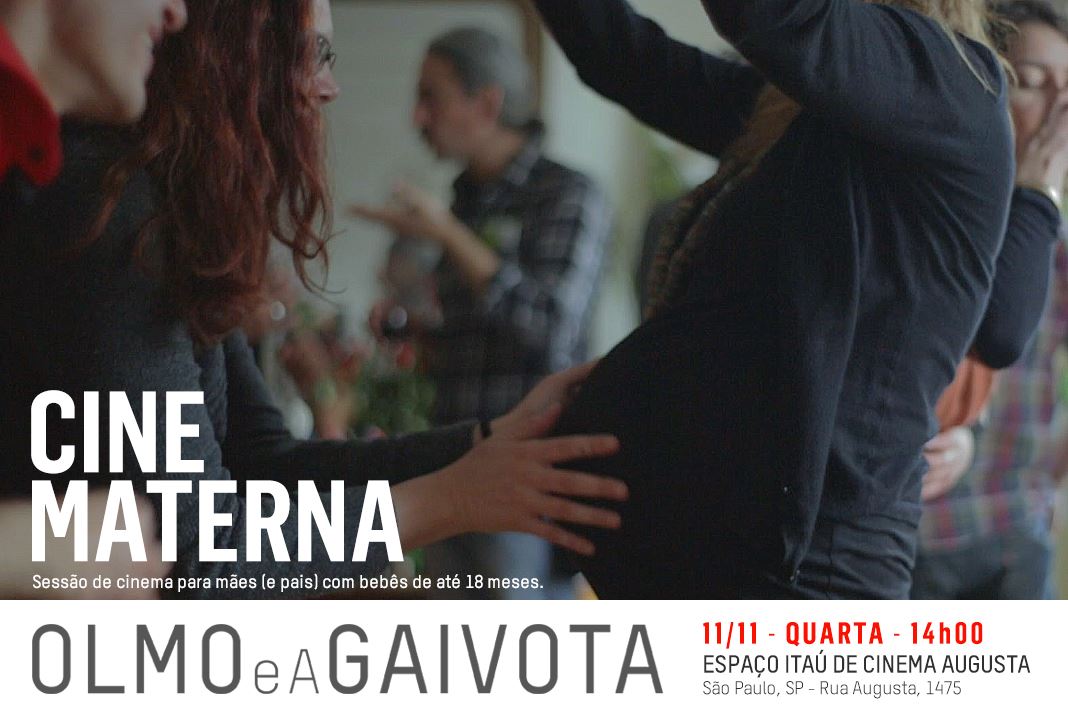 CINE
MATERNA
Sessão de cinema para mães (e pais) com bebês de até 18 meses.
OLMO e A GAIVOTA
11/11 - QUARTA - 14h00
ESPAÇO ITAÚ DE CINEMA AUGUSTA
São Paulo, SP - Rua Augusta, 1475